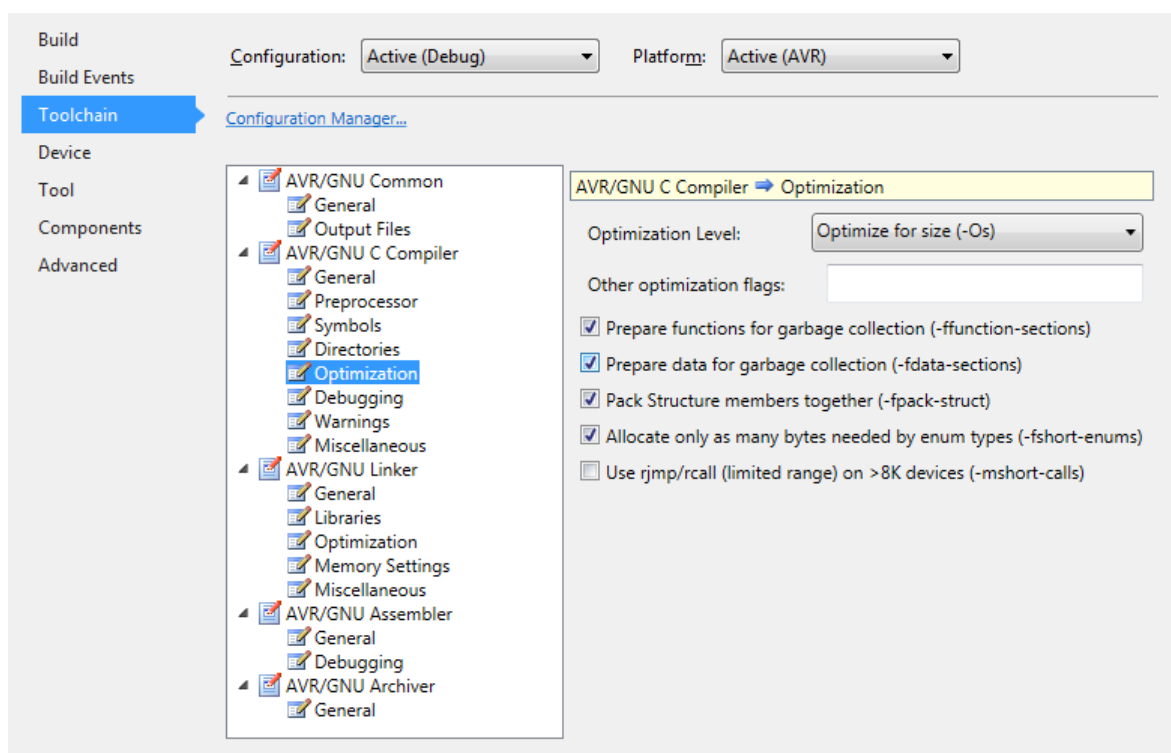 Build
Build Events
Toolchain
Device
Tool
Components
Advanced
Configuration: Active (Debug) Platform: Active (AVR)
Configuration Manager...
AVR/GNU Common
General
Output Files
AVR/GNU C Compiler
General
Preprocessor
Symbols
Directories
Optimization
Debugging
Warnings
Miscellaneous
AVR/GNU Linker
General
Libraries
Optimization
Memory Settings
Miscellaneous
AVR/GNU Assembler
General
Debugging
AVR/GNU Archiver
General
AVR/GNU C Compiler ➡ Optimization
Optimization Level: Optimize for size (-Os)
Other optimization flags:
Prepare functions for garbage collection (-ffunction-sections)
Prepare data for garbage collection (-fdata-sections)
Pack Structure members together (-fpack-struct)
Allocate only as many bytes needed by enum types (-fshort-enums)
Use rjmp/rcall (limited range) on >8K devices (-mshort-calls)